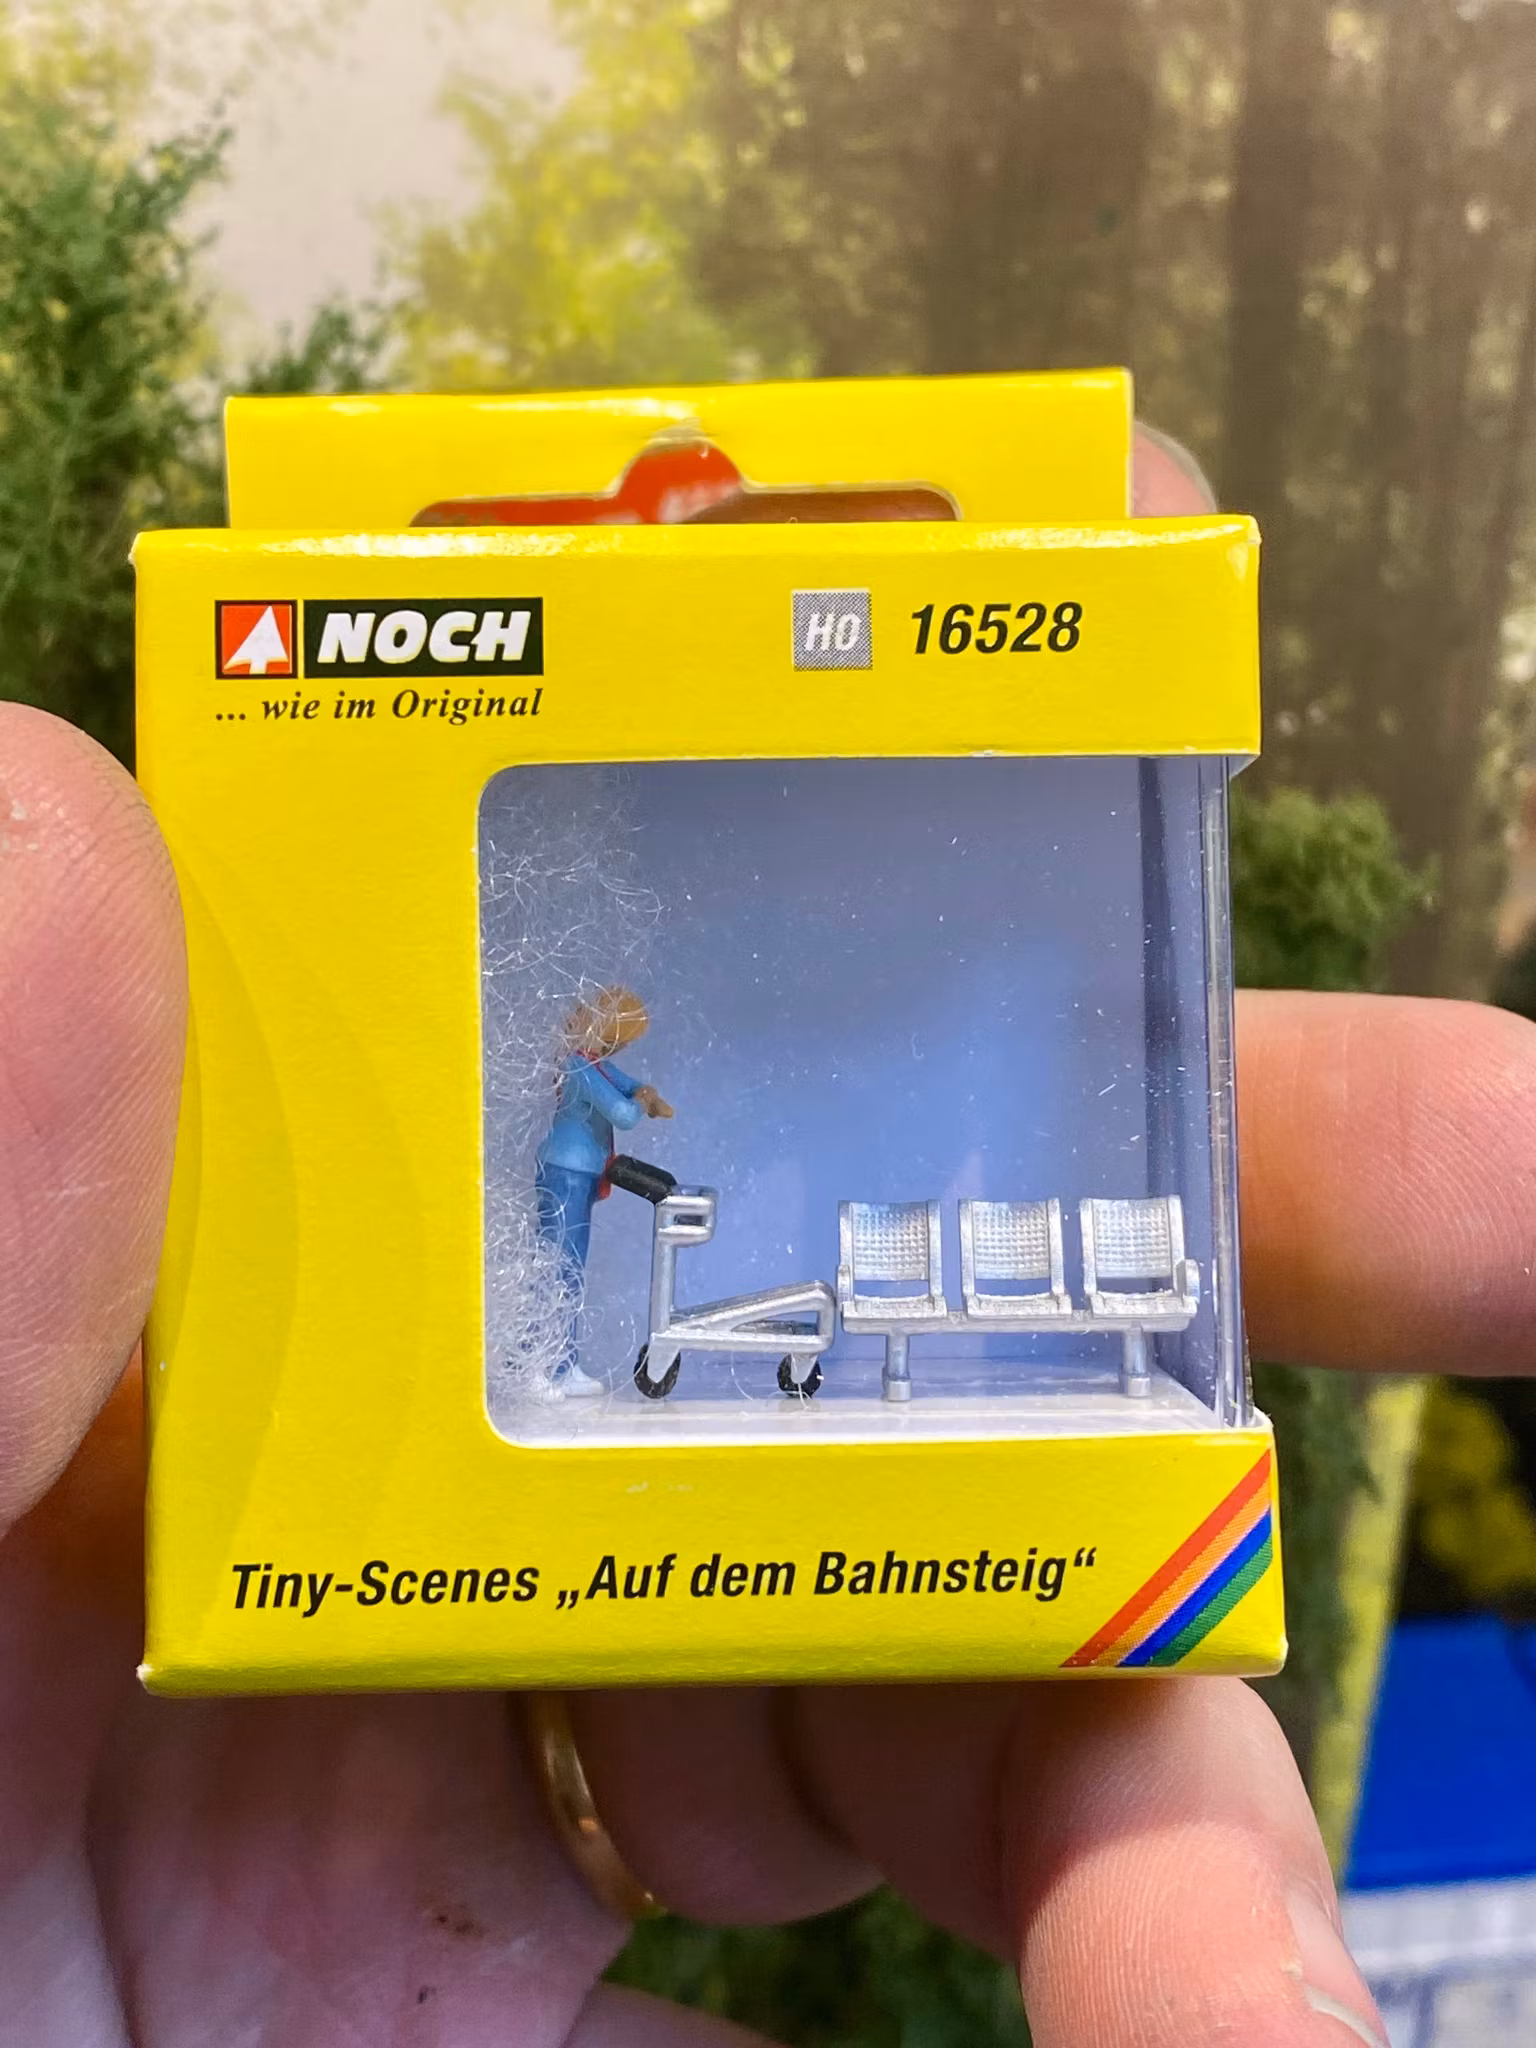 NOCH
... wie im Original
H0 16528
Tiny-Scenes „Auf dem Bahnsteig“